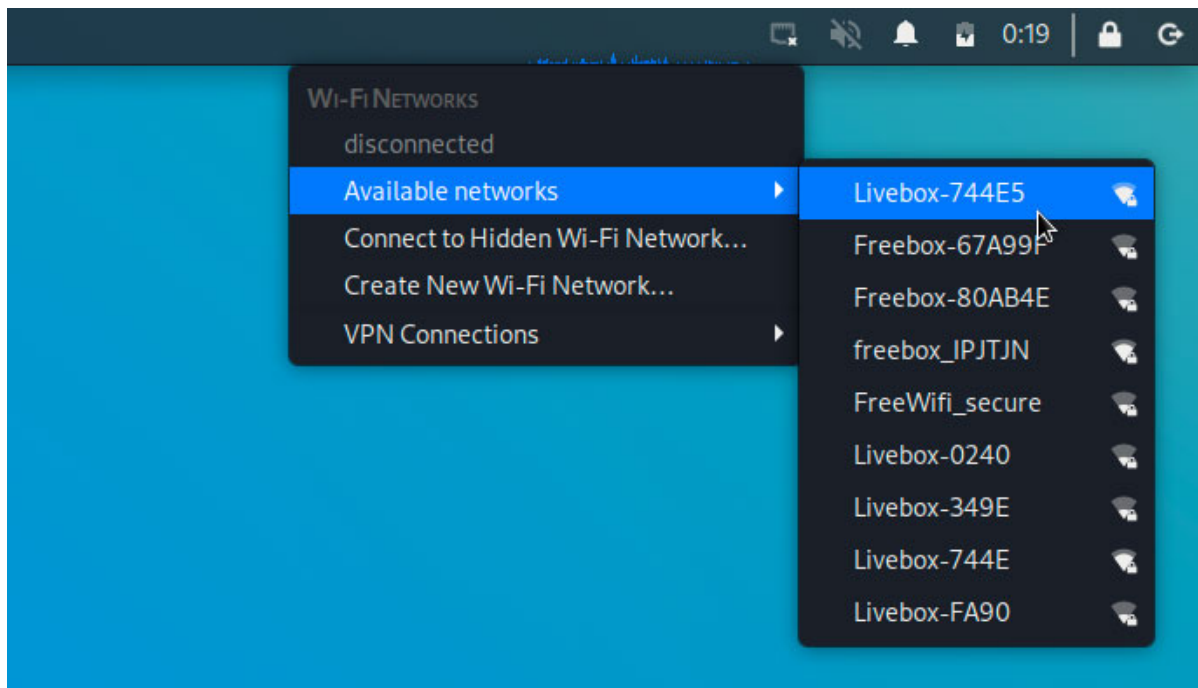 0:19
Wi-Fi Networks
disconnected
Available networks
Connect to Hidden Wi-Fi Network...
Create New Wi-Fi Network...
VPN Connections
Livebox-744E5
Freebox-67A99F
Freebox-80AB4E
freebox_IPJTJN
FreeWifi_secure
Livebox-0240
Livebox-349E
Livebox-744E
Livebox-FA90